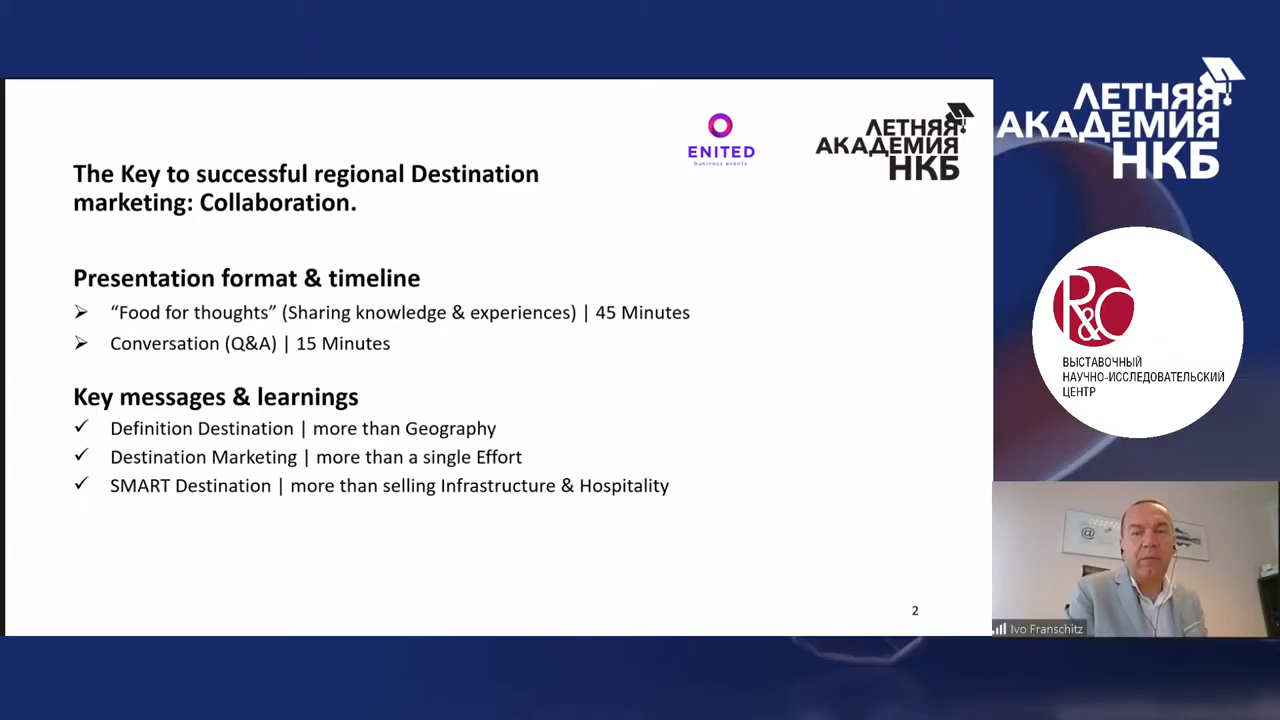 ENITED
business events
ЛЕТНЯЯ
АКАДЕМИЯ
НКБ
The Key to successful regional Destination
marketing: Collaboration.
Presentation format & timeline
“Food for thoughts” (Sharing knowledge & experiences) | 45 Minutes
Conversation (Q&A) | 15 Minutes
Key messages & learnings
Definition Destination | more than Geography
Destination Marketing | more than a single Effort
SMART Destination | more than selling Infrastructure & Hospitality
2
ЛЕТНЯЯ
АКАДЕМИЯ
НКБ
R&C
ВЫСТАВОЧНЫЙ
НАУЧНО-ИССЛЕДОВАТЕЛЬСКИЙ
ЦЕНТР
@
Ivo Franschitz